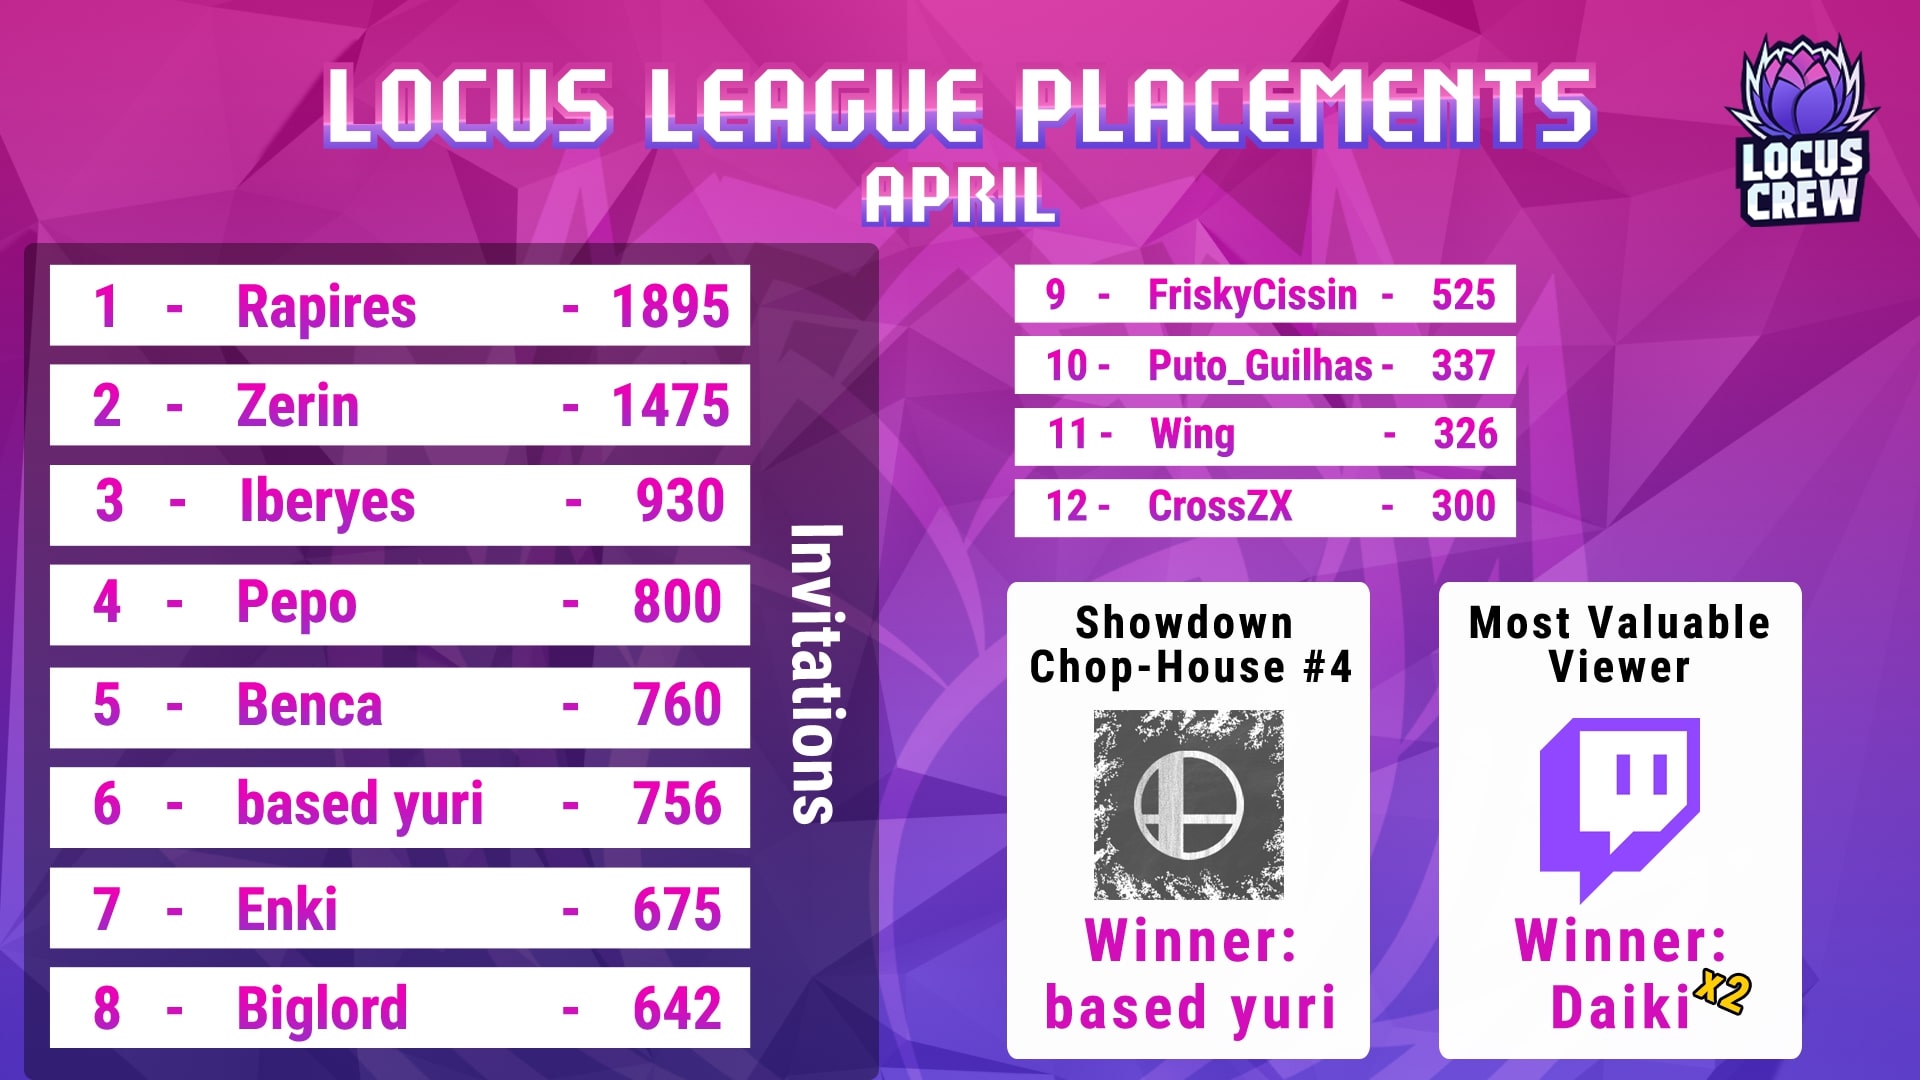 LOCUS LEAGUE PLACEMENTS
APRIL
LOCUS
CREW
1 - Rapires - 1895
2 - Zerin - 1475
3 - Iberyes - 930
4 - Pepo - 800
5 - Benca - 760
6 - based yuri - 756
7 - Enki - 675
8 - Biglord - 642
Invitations
9 - FriskyCissin - 525
10 - Puto_Guilhas - 337
11 - Wing - 326
12 - CrossZX - 300
Showdown
Chop-House #4
Winner:
based yuri
Most Valuable
Viewer
Winner:
Daiki x2